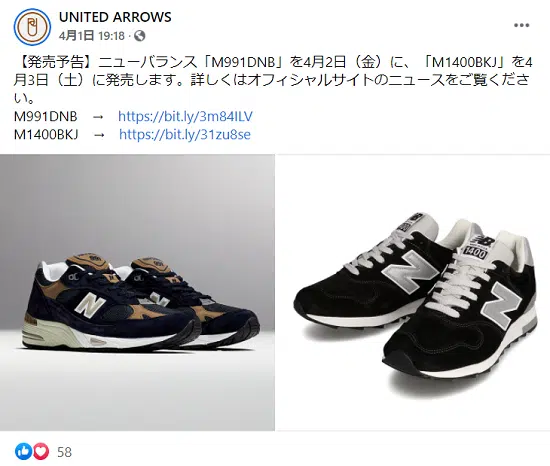 UNITED ARROWS
4月1日 19:18 ·
【発売予告】ニューバランス「M991DNB」を4月2日（金）に、「M1400BKJ」を4
月3日（土）に発売します。詳しくはオフィシャルサイトのニュースをご覧くださ
い。
M991DNB　→　https://bit.ly/3m84ILV
M1400BKJ　→　https://bit.ly/31zu8se
N
N
1400
N
N
58